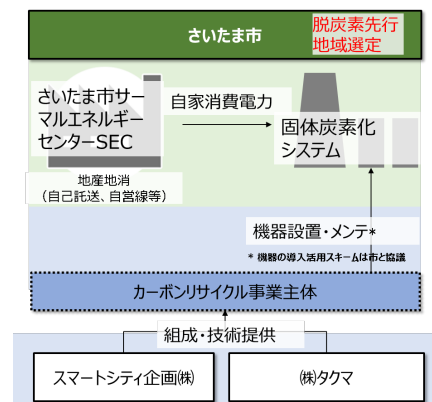 さいたま市
脱炭素先行
地域選定
さいたま市サー
マルエネルギー
センターSEC
自家消費電力
固体炭素化
システム
地産地消
（自己託送、自営線等）
機器設置・メンテ*
* 機器の導入活用スキームは市と協議
カーボンリサイクル事業主体
組成・技術提供
スマートシティ企画㈱
㈱タクマ